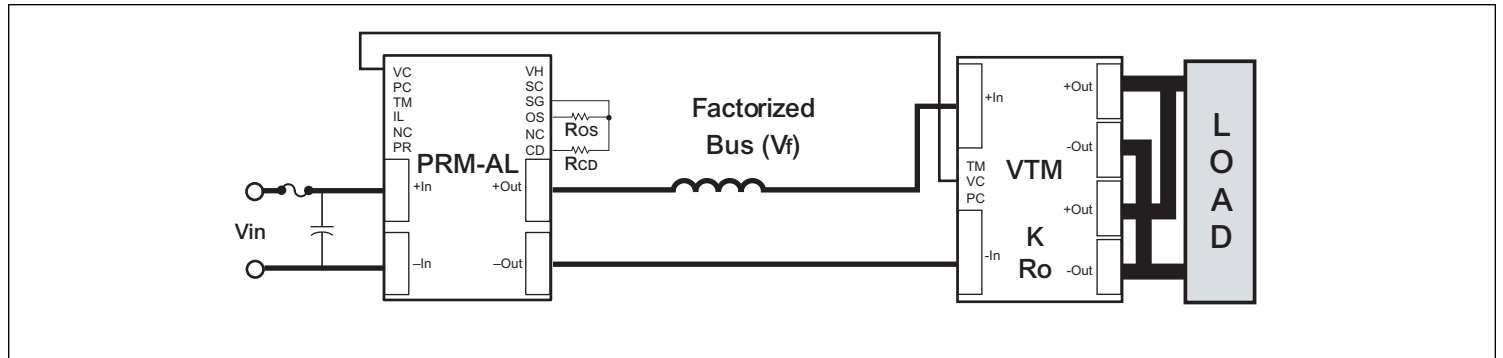 Vin
VC
PC
TM
IL
NC
PR
VH
SC
SG
OS
NC
CD
ROS
RCD
PRM-AL
+In
+Out
–In
–Out
Factorized
Bus (Vf)
+In
TM
VC
PC
-In
VTM
K
Ro
+Out
-Out
+Out
-Out
LOAD